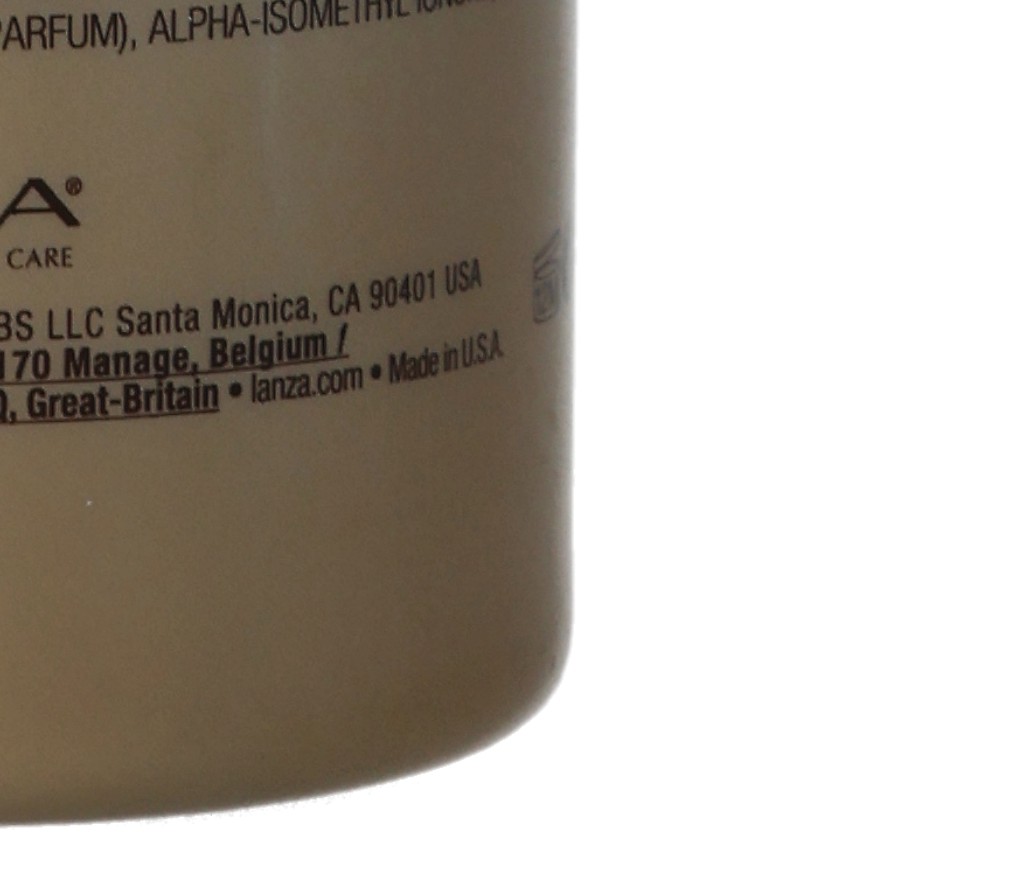 PARFUM), ALPHA-ISOMETHYL IONONE
A®
CARE
BS LLC Santa Monica, CA 90401 USA
170 Manage, Belgium /
Q, Great-Britain • lanza.com • Made in U.S.A.